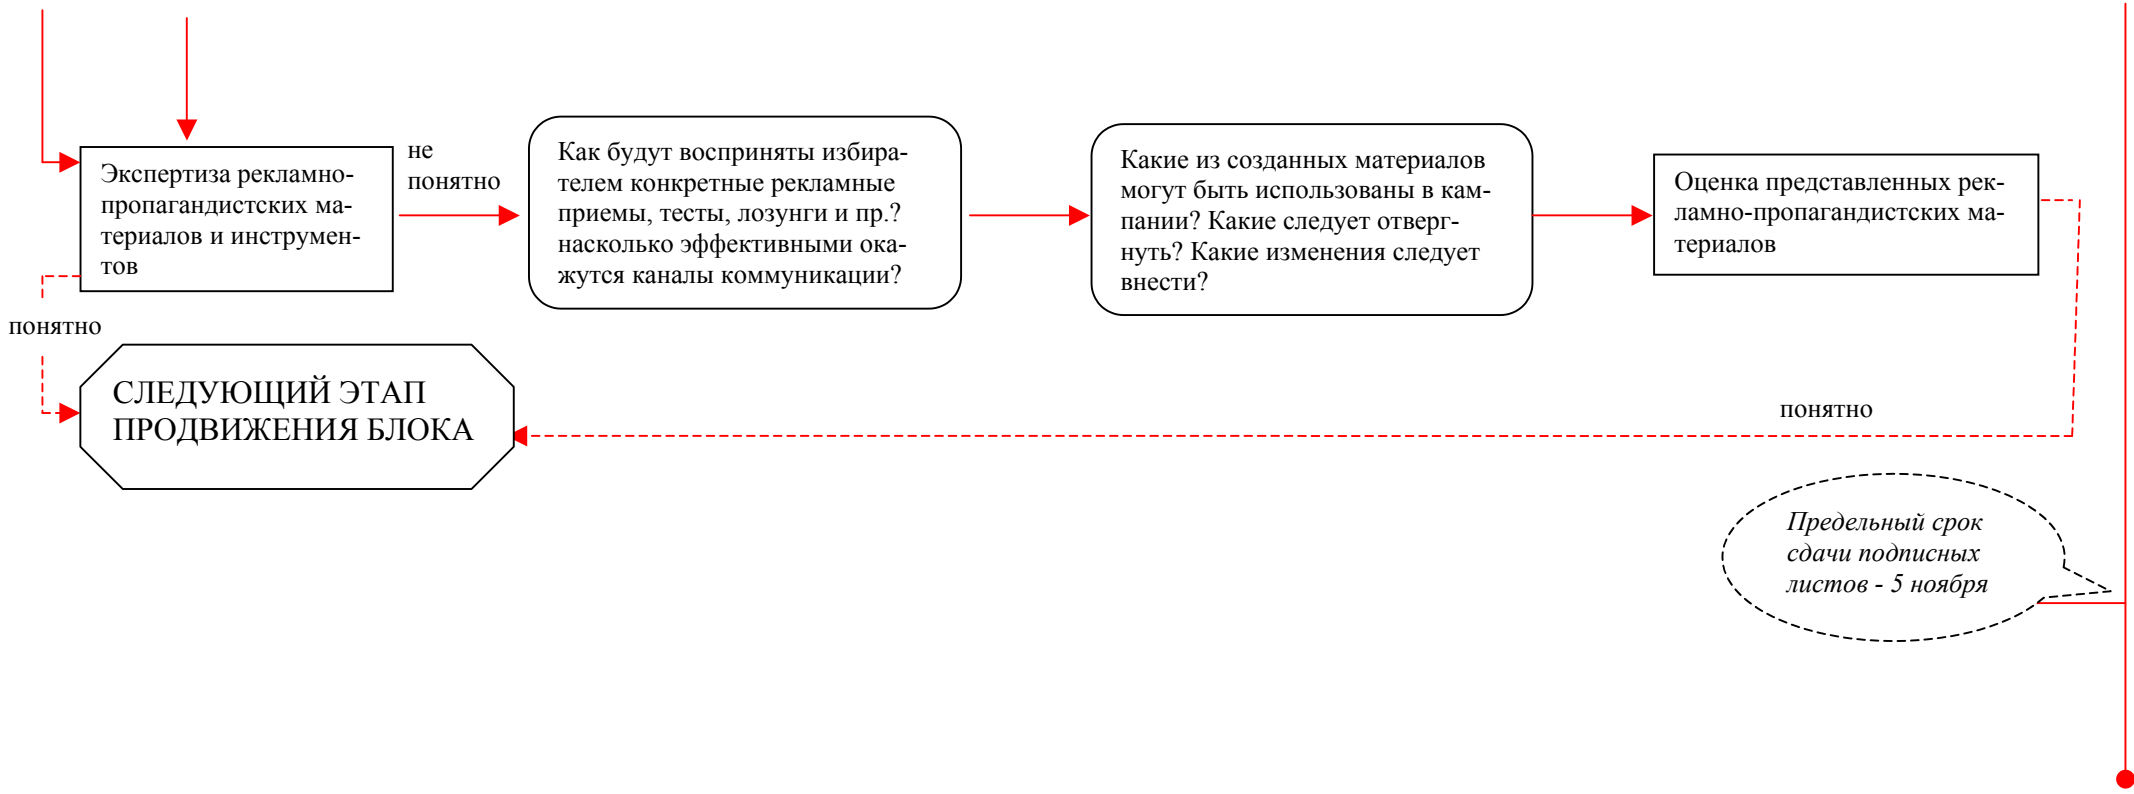 не
понятно
Экспертиза рекламно-
пропагандистских ма-
териалов и инструмен-
тов
Как будут восприняты избира-
телем конкретные рекламные
приемы, тесты, лозунги и пр.?
насколько эффективными ока-
жутся каналы коммуникации?
Какие из созданных материалов
могут быть использованы в кам-
пании? Какие следует отверг-
нуть? Какие изменения следует
внести?
Оценка представленных рек-
ламно-пропагандистских ма-
териалов
понятно
СЛЕДУЮЩИЙ ЭТАП
ПРОДВИЖЕНИЯ БЛОКА
понятно
Предельный срок
сдачи подписных
листов - 5 ноября